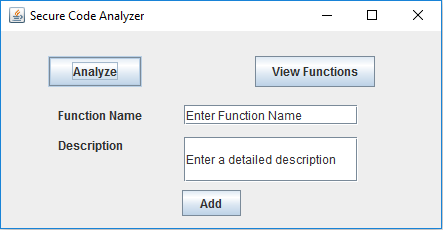 Secure Code Analyzer
Analyze
View Functions
Function Name
Enter Function Name
Description
Enter a detailed description
Add